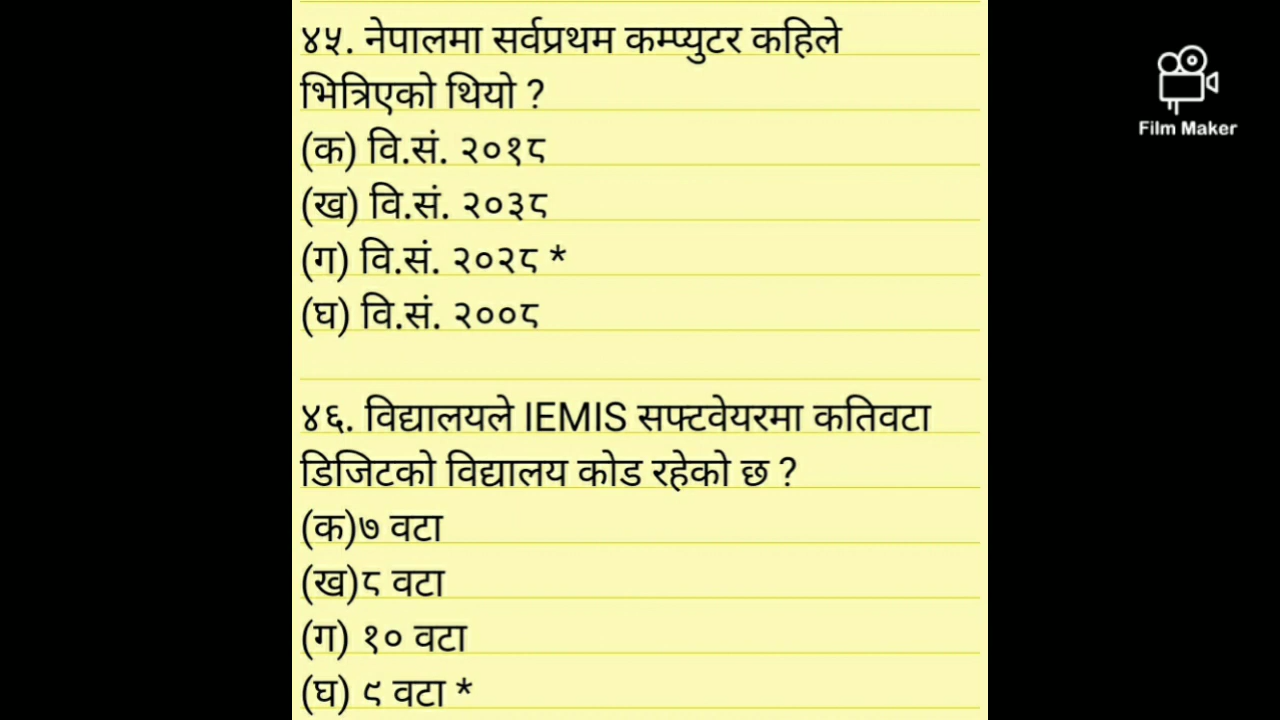 ४५. नेपालमा सर्वप्रथम कम्प्युटर कहिले
भित्रिएको थियो ?
(क) वि.सं. २०१८
(ख) वि.सं. २०३८
(ग) वि.सं. २०२८ *
(घ) वि.सं. २००८
४६. विद्यालयले IEMIS सफ्टवेयरमा कतिवटा
डिजिटको विद्यालय कोड रहेको छ ?
(क)७ वटा
(ख)८ वटा
(ग) १० वटा
(घ) ९ वटा *
Film Maker